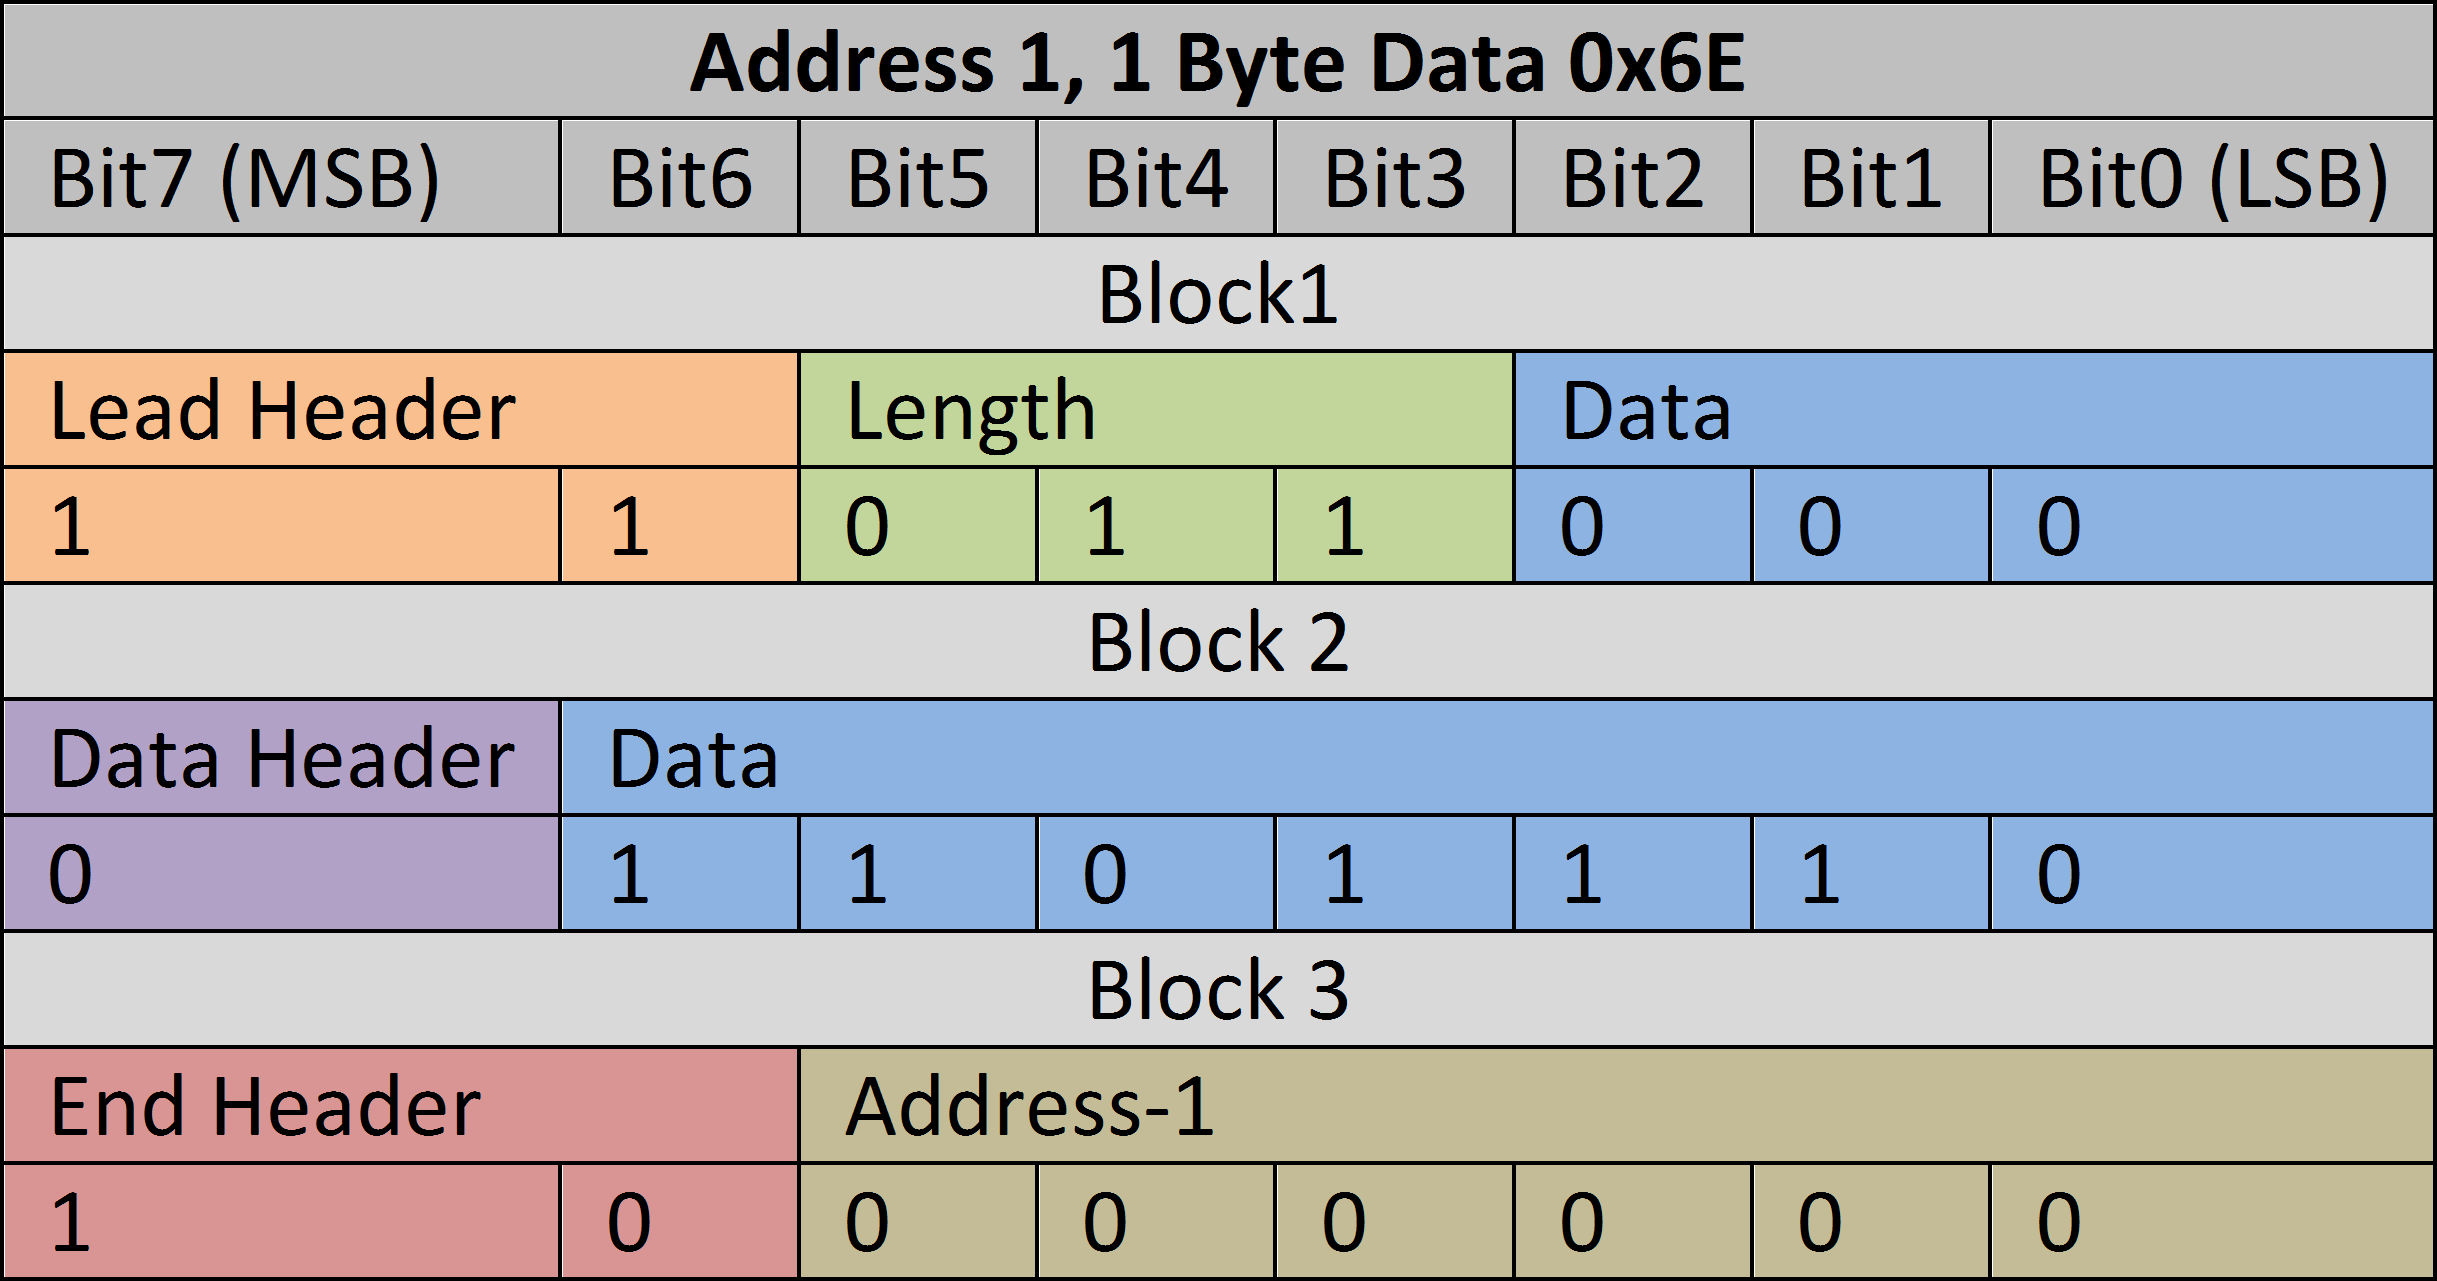 Address 1, 1 Byte Data 0x6E
Bit7 (MSB) Bit6 Bit5 Bit4 Bit3 Bit2 Bit1 Bit0 (LSB)
Block1
Lead Header Length Data
1 1 0 1 1 0 0 0
Block 2
Data Header Data
0 1 1 0 1 1 1 0
Block 3
End Header Address-1
1 0 0 0 0 0 0 0